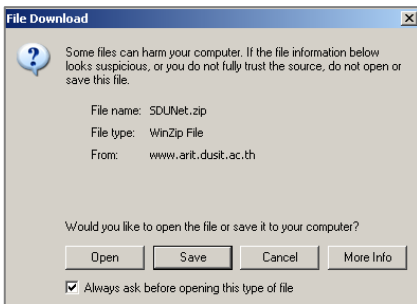 File Download
Some files can harm your computer. If the file information below
looks suspicious, or you do not fully trust the source, do not open or
save this file.
File name: SDUNet.zip
File type: WinZip File
From: www.arit.dusit.ac.th
Would you like to open the file or save it to your computer?
Open Save Cancel More Info
Always ask before opening this type of file